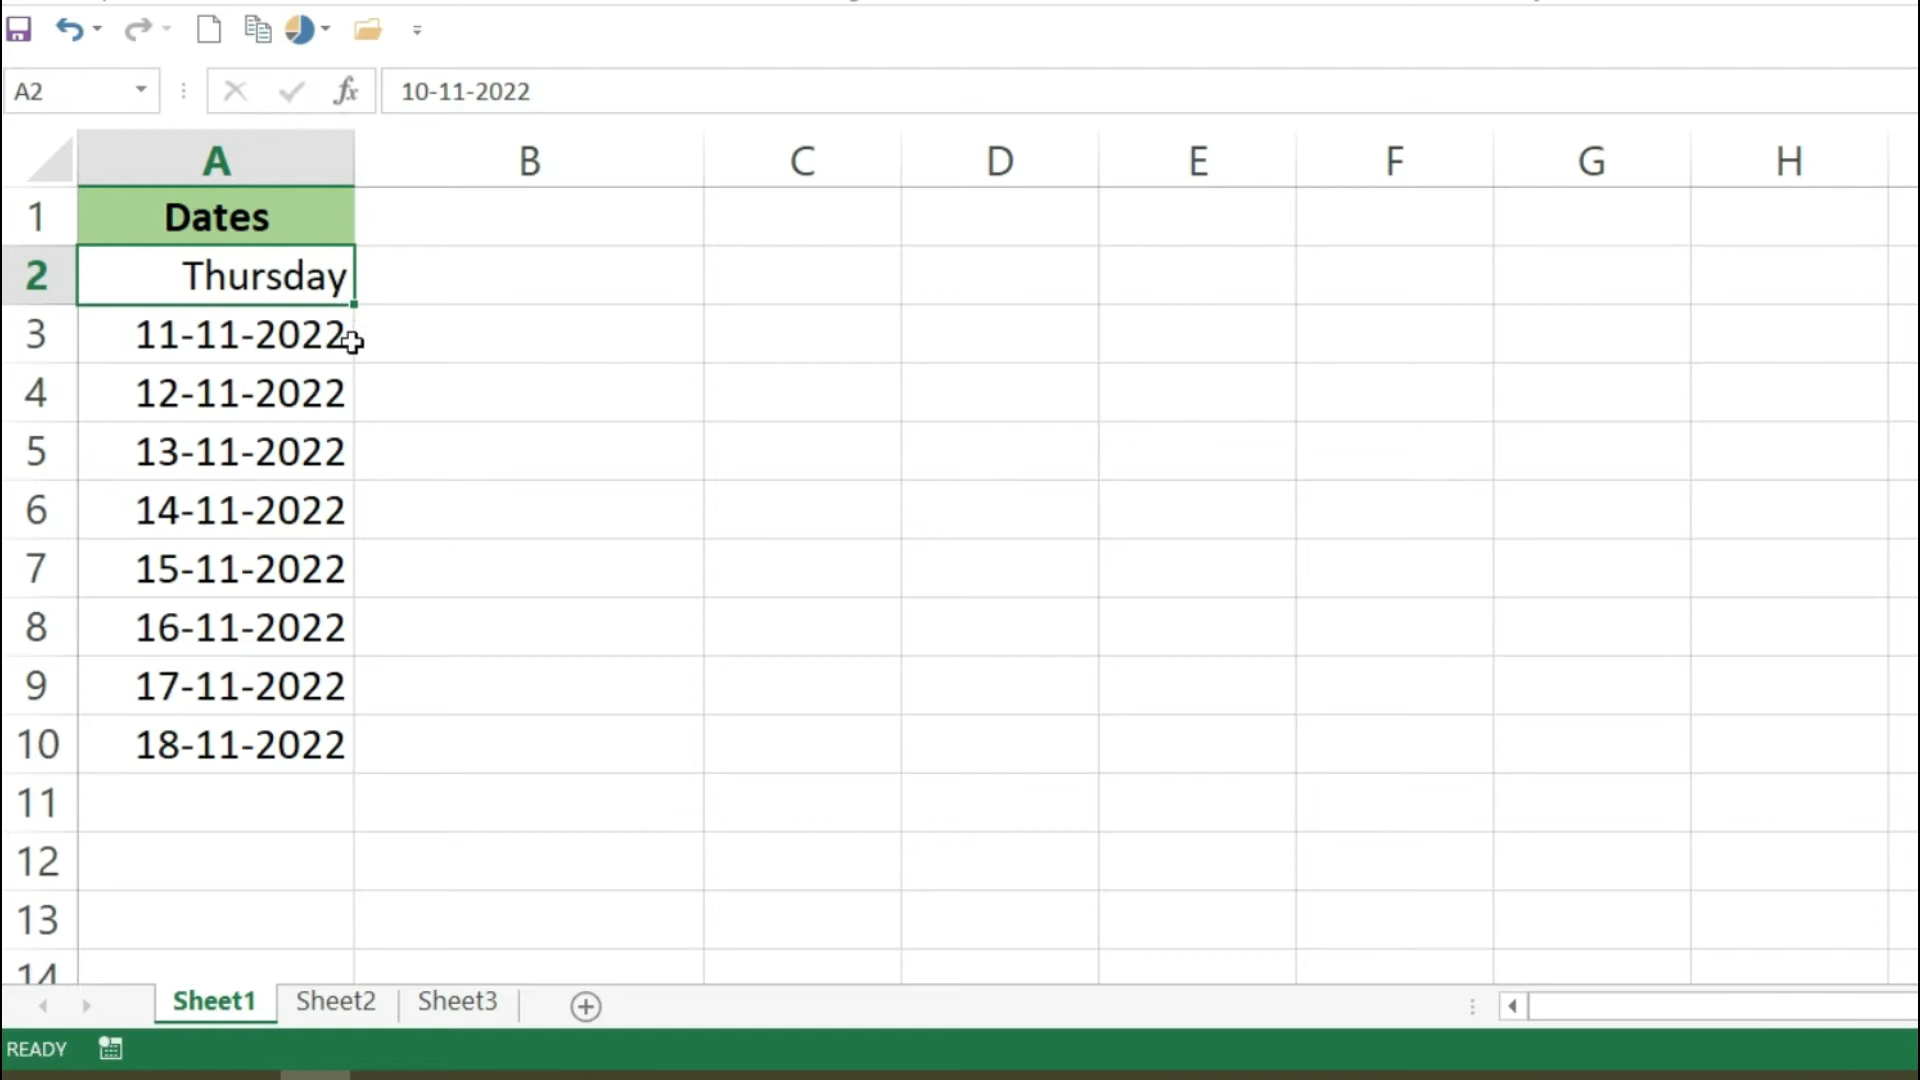 A2 fx 10-11-2022
A B C D E F G H
1 Dates
2 Thursday
3 11-11-2022
4 12-11-2022
5 13-11-2022
6 14-11-2022
7 15-11-2022
8 16-11-2022
9 17-11-2022
10 18-11-2022
11
12
13
14
Sheet1 Sheet2 Sheet3
READY